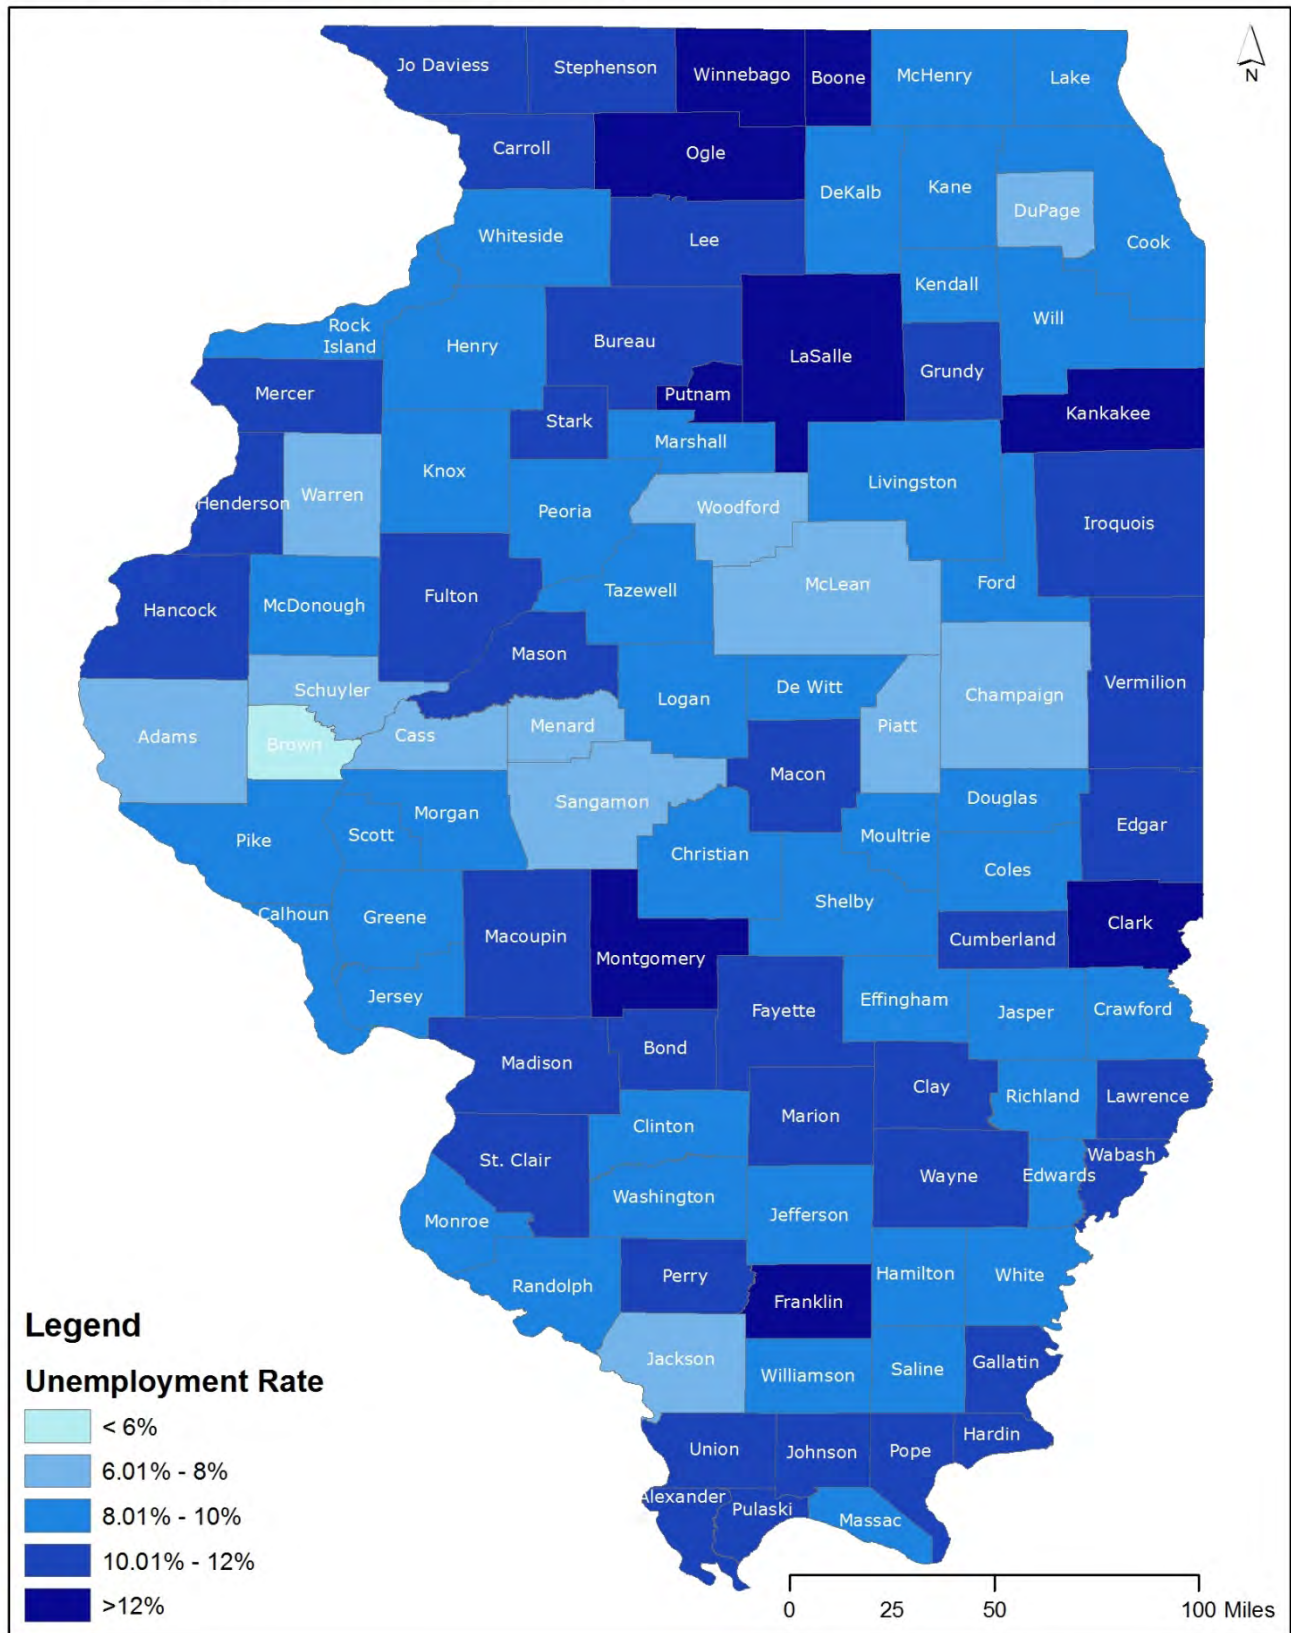 N
Jo Daviess
Stephenson
Winnebago
Boone
McHenry
Lake
Carroll
Ogle
DeKalb
Kane
DuPage
Cook
Whiteside
Lee
Kendall
Will
Rock
Island
Henry
Bureau
LaSalle
Grundy
Mercer
Putnam
Kankakee
Stark
Marshall
Knox
Henderson
Warren
Peoria
Woodford
Livingston
Iroquois
Hancock
McDonough
Fulton
Tazewell
McLean
Ford
Mason
Schuyler
Logan
De Witt
Champaign
Vermilion
Adams
Brown
Cass
Menard
Piatt
Macon
Sangamon
Douglas
Pike
Scott
Morgan
Christian
Moultrie
Edgar
Coles
Shelby
Calhoun
Greene
Macoupin
Montgomery
Cumberland
Clark
Jersey
Fayette
Effingham
Jasper
Crawford
Madison
Bond
Clay
Richland
Lawrence
Clinton
Marion
St. Clair
Wabash
Wayne
Edwards
Washington
Monroe
Jefferson
Randolph
Perry
Hamilton
White
Franklin
Jackson
Williamson
Saline
Gallatin
Union
Johnson
Pope
Hardin
Alexander
Pulaski
Massac
Legend
Unemployment Rate
< 6%
6.01% - 8%
8.01% - 10%
10.01% - 12%
>12%
0 25 50 100 Miles